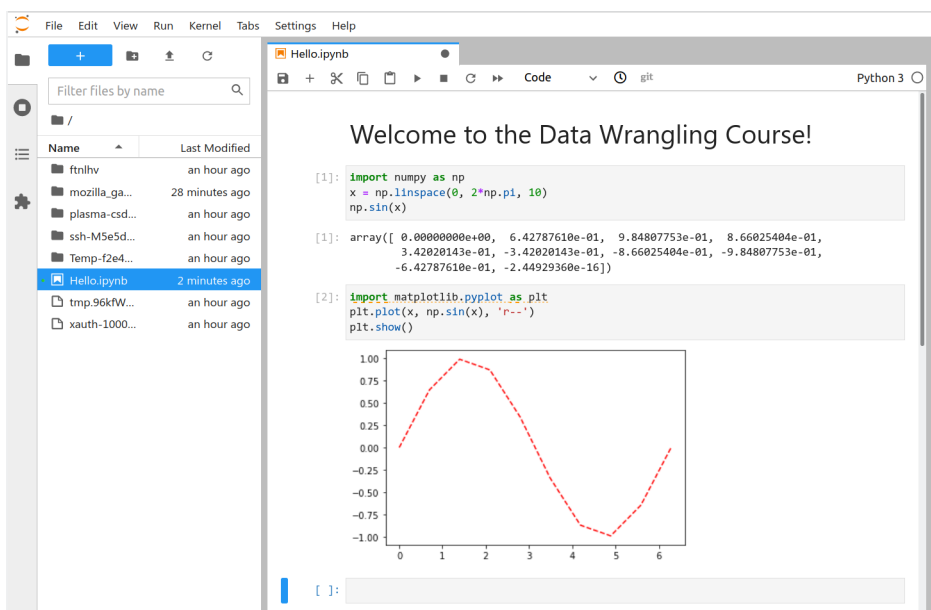 File Edit View Run Kernel Tabs Settings Help
Filter files by name
/
Name Last Modified
ftnlhv an hour ago
mozilla_ga... 28 minutes ago
plasma-csd... an hour ago
ssh-M5e5d... an hour ago
Temp-f2e4... an hour ago
Hello.ipynb 2 minutes ago
tmp.96kfW... an hour ago
xauth-1000... an hour ago
Hello.ipynb
Code git Python 3
Welcome to the Data Wrangling Course!
[1]: import numpy as np
x = np.linspace(0, 2*np.pi, 10)
np.sin(x)
[1]: array([ 0.00000000e+00, 6.42787610e-01, 9.84807753e-01, 8.66025404e-01,
3.42020143e-01, -3.42020143e-01, -8.66025404e-01, -9.84807753e-01,
-6.42787610e-01, -2.44929360e-16])
[2]: import matplotlib.pyplot as plt
plt.plot(x, np.sin(x), 'r--')
plt.show()
1.00
0.75
0.50
0.25
0.00
−0.25
−0.50
−0.75
−1.00
0 1 2 3 4 5 6
[ ]: